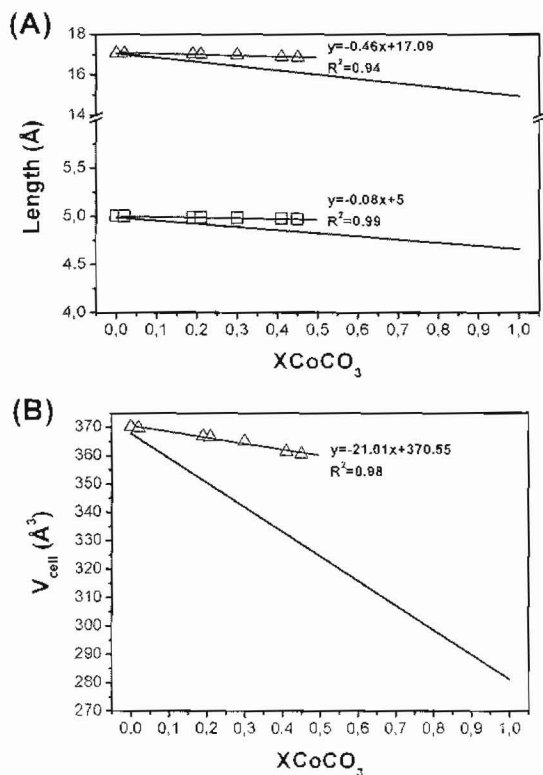 (A)
18
17
16
14
5,5
5,0
4,5
4,0
Length (Å)
y=-0.46x+17.09
R²=0.94
y=-0.08x+5
R²=0.99
0,0 0,1 0,2 0,3 0,4 0,5 0,6 0,7 0,8 0,9 1,0
XCoCO₃
(B)
370
360
350
340
330
320
310
300
290
280
270
V_cell (Å³)
y=-21.01x+370.55
R²=0.98
0,0 0,1 0,2 0,3 0,4 0,5 0,6 0,7 0,8 0,9 1,0
XCoCO₃